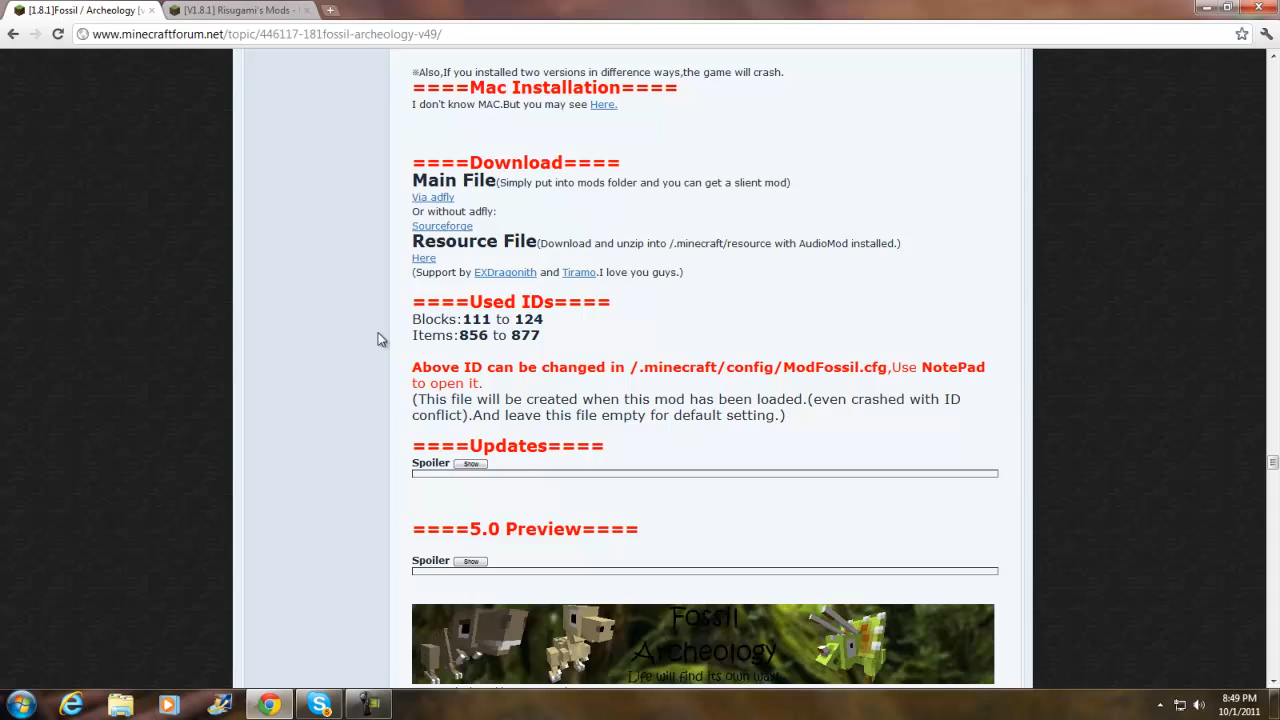 [1.8.1]Fossil / Archeology [v
[V1.8.1] Risugami's Mods -
www.minecraftforum.net/topic/446117-181fossil-archeology-v49/
※Also,If you installed two versions in difference ways,the game will crash.
====Mac Installation====
I don't know MAC.But you may see Here.
====Download====
Main File(Simply put into mods folder and you can get a slient mod)
Via adfly
Or without adfly:
Sourceforge
Resource File(Download and unzip into /.minecraft/resource with AudioMod installed.)
Here
(Support by EXDragonith and Tiramo.I love you guys.)
====Used IDs====
Blocks:111 to 124
Items:856 to 877
Above ID can be changed in /.minecraft/config/ModFossil.cfg,Use NotePad
to open it.
(This file will be created when this mod has been loaded.(even crashed with ID
conflict).And leave this file empty for default setting.)
====Updates====
Spoiler Show
====5.0 Preview====
Spoiler Show
Fossil
Archeology
Life will find its own way
8:49 PM
10/1/2011